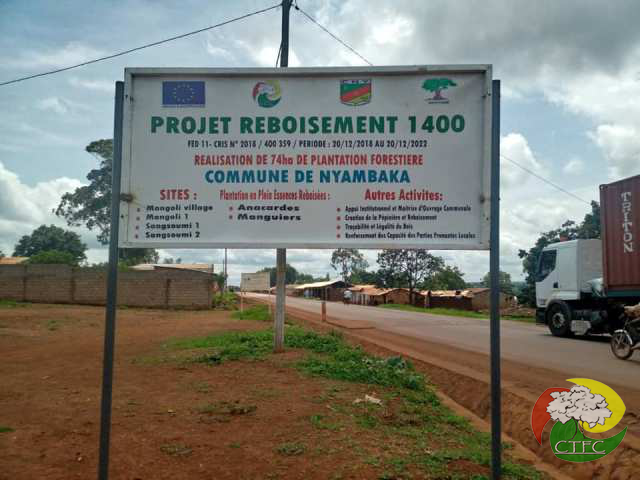 PROJET REBOISEMENT 1400
FED 11- CRIS N° 2018 / 400 359 / PERIODE : 20/12/2018 AU 20/12/2022
REALISATION DE 74ha DE PLANTATION FORESTIERE
COMMUNE DE NYAMBAKA
SITES :
Mangoli village
Mangoli 1
Sangsoumi 1
Sangsoumi 2
Plantation en Plein Essences Reboisées :
Anacardes
Manguiers
Autres Activites:
Appui Institutionnel et Maitrise d'Ouvrage Communale
Creation de la Pépinière et Reboisement
Traçabilité et Légalité du Bois
Renforcement des Capacité des Parties Prenantes Locales
TRITON
CTFC